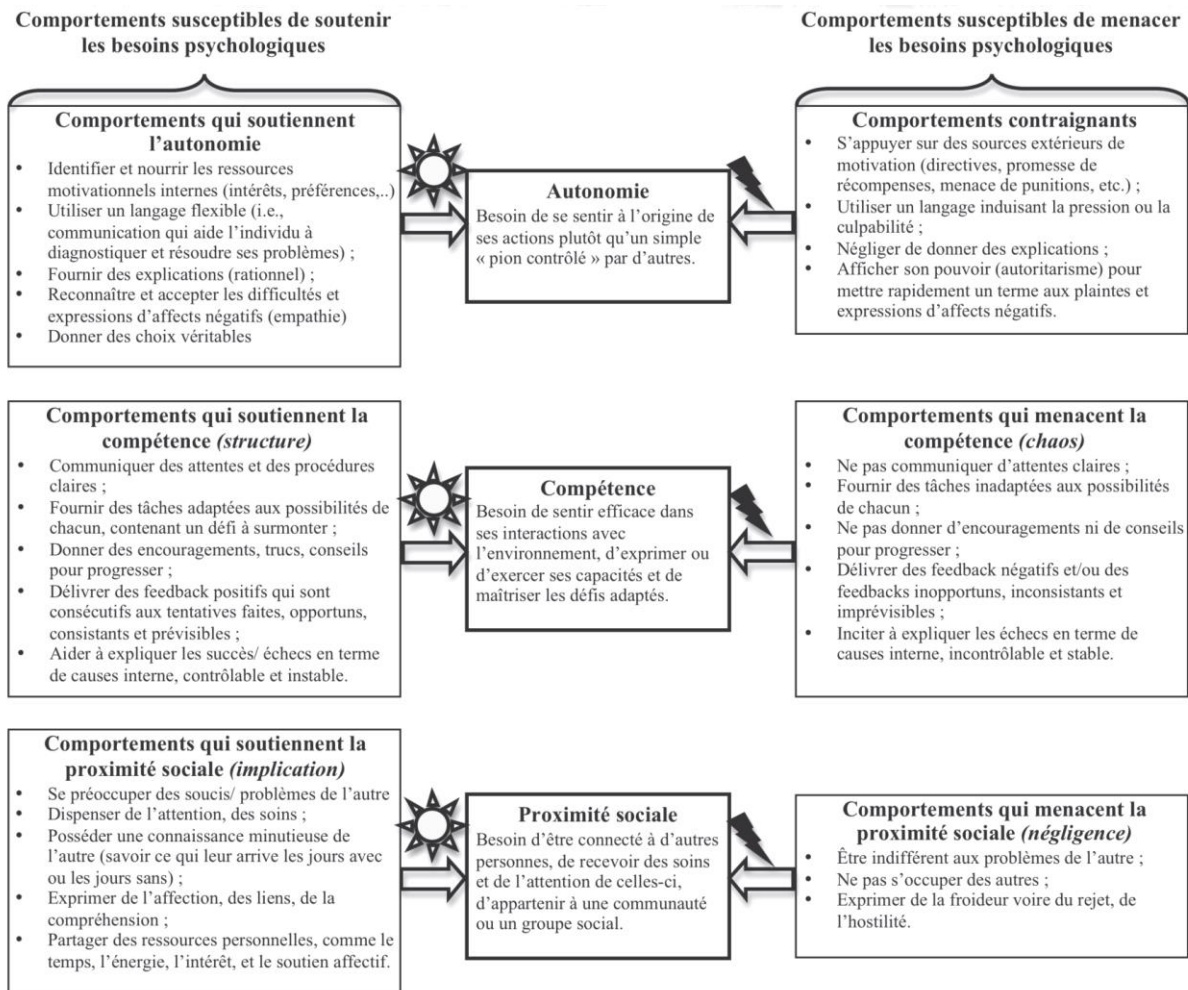 Comportements susceptibles de soutenir
les besoins psychologiques
Comportements susceptibles de menacer
les besoins psychologiques
Comportements qui soutiennent
l’autonomie
• Identifier et nourrir les ressources
motivationnels internes (intérêts, préférences,..)
• Utiliser un langage flexible (i.e.,
communication qui aide l’individu à
diagnostiquer et résoudre ses problèmes) ;
• Fournir des explications (rationnel) ;
• Reconnaître et accepter les difficultés et
expressions d’affects négatifs (empathie)
• Donner des choix véritables
Autonomie
Besoin de se sentir à l’origine de
ses actions plutôt qu’un simple
« pion contrôlé » par d’autres.
Comportements contraignants
• S’appuyer sur des sources extérieurs de
motivation (directives, promesse de
récompenses, menace de punitions, etc.) ;
• Utiliser un langage induisant la pression ou la
culpabilité ;
• Négliger de donner des explications ;
• Afficher son pouvoir (autoritarisme) pour
mettre rapidement un terme aux plaintes et
expressions d’affects négatifs.
Comportements qui soutiennent la
compétence (structure)
• Communiquer des attentes et des procédures
claires ;
• Fournir des tâches adaptées aux possibilités de
chacun, contenant un défi à surmonter ;
• Donner des encouragements, trucs, conseils
pour progresser ;
• Délivrer des feedback positifs qui sont
consécutifs aux tentatives faites, opportuns,
consistants et prévisibles ;
• Aider à expliquer les succès/ échecs en terme
de causes interne, contrôlable et instable.
Compétence
Besoin de sentir efficace dans
ses interactions avec
l’environnement, d’exprimer ou
d’exercer ses capacités et de
maîtriser les défis adaptés.
Comportements qui menacent la
compétence (chaos)
• Ne pas communiquer d’attentes claires ;
• Fournir des tâches inadaptées aux possibilités
de chacun ;
• Ne pas donner d’encouragements ni de conseils
pour progresser ;
• Délivrer des feedback négatifs et/ou des
feedbacks inopportuns, inconsistants et
imprévisibles ;
• Inciter à expliquer les échecs en terme de
causes interne, incontrôlable et stable.
Comportements qui soutiennent la
proximité sociale (implication)
• Se préoccuper des soucis/ problèmes de l’autre
• Dispenser de l’attention, des soins ;
• Posséder une connaissance minutieuse de
l’autre (savoir ce qui leur arrive les jours avec
ou les jours sans) ;
• Exprimer de l’affection, des liens, de la
compréhension ;
• Partager des ressources personnelles, comme le
temps, l’énergie, l’intérêt, et le soutien affectif.
Proximité sociale
Besoin d’être connecté à d’autres
personnes, de recevoir des soins
et de l’attention de celles-ci,
d’appartenir à une communauté
ou un groupe social.
Comportements qui menacent la
proximité sociale (négligence)
• Être indifférent aux problèmes de l’autre ;
• Ne pas s’occuper des autres ;
• Exprimer de la froideur voire du rejet, de
l’hostilité.